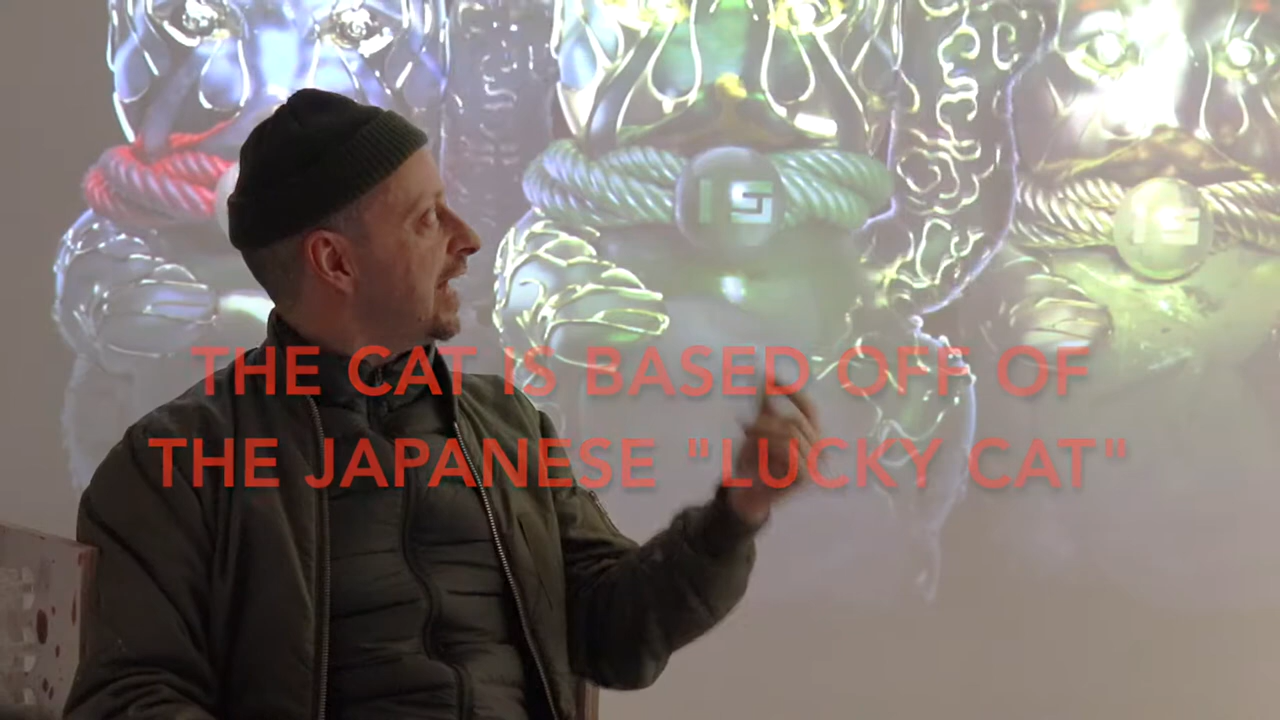 THE CAT IS BASED OFF OF
THE JAPANESE "LUCKY CAT"